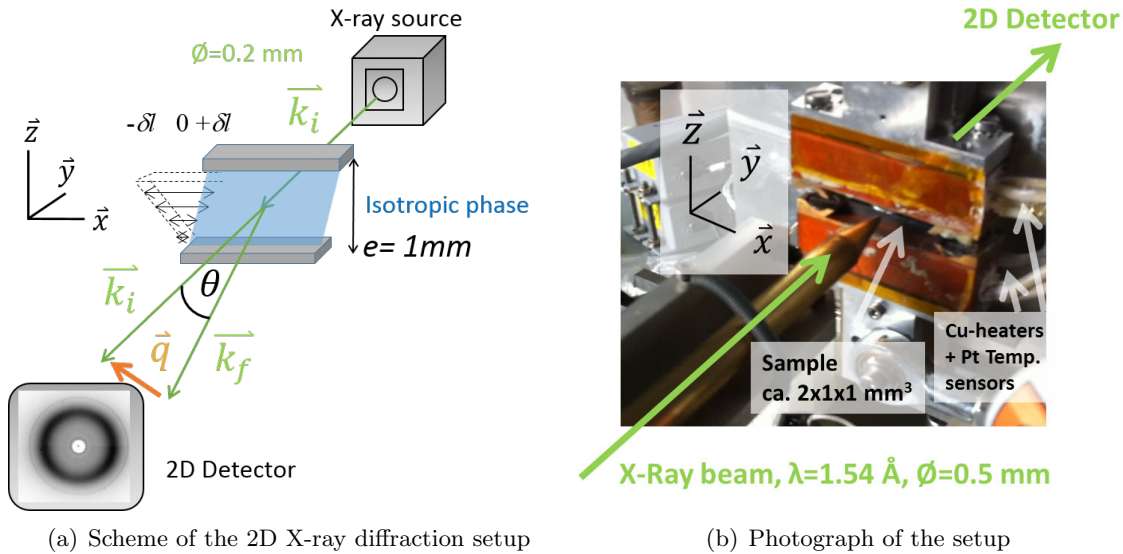 X-ray source
Ø=0.2 mm
k_i
-δl 0 +δl
z
y
x
Isotropic phase
e= 1mm
k_i
θ
q
k_f
2D Detector
(a) Scheme of the 2D X-ray diffraction setup
2D Detector
z
y
x
Cu-heaters
+ Pt Temp.
sensors
Sample
ca. 2x1x1 mm³
X-Ray beam, λ=1.54 Å, Ø=0.5 mm
(b) Photograph of the setup